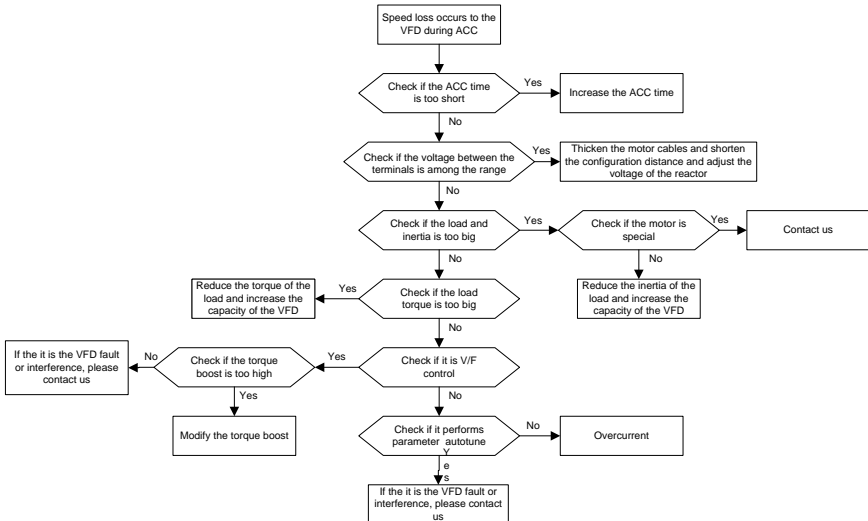 Speed loss occurs to the
VFD during ACC
Check if the ACC time
is too short
Yes
Increase the ACC time
No
Check if the voltage between the
terminals is among the range
Yes
Thicken the motor cables and shorten
the configuration distance and adjust the
voltage of the reactor
No
Check if the load and
inertia is too big
Yes
Check if the motor is
special
Yes
Contact us
No
No
Reduce the inertia of the
load and increase the
capacity of the VFD
Reduce the torque of the
load and increase the
capacity of the VFD
Yes
Check if the load
torque is too big
No
If the it is the VFD fault
or interference, please
contact us
No
Check if the torque
boost is too high
Yes
Check if it is V/F
control
Yes
No
Modify the torque boost
Check if it performs
parameter autotune
No
Overcurrent
Y
e
s
If the it is the VFD fault or
interference, please contact
us